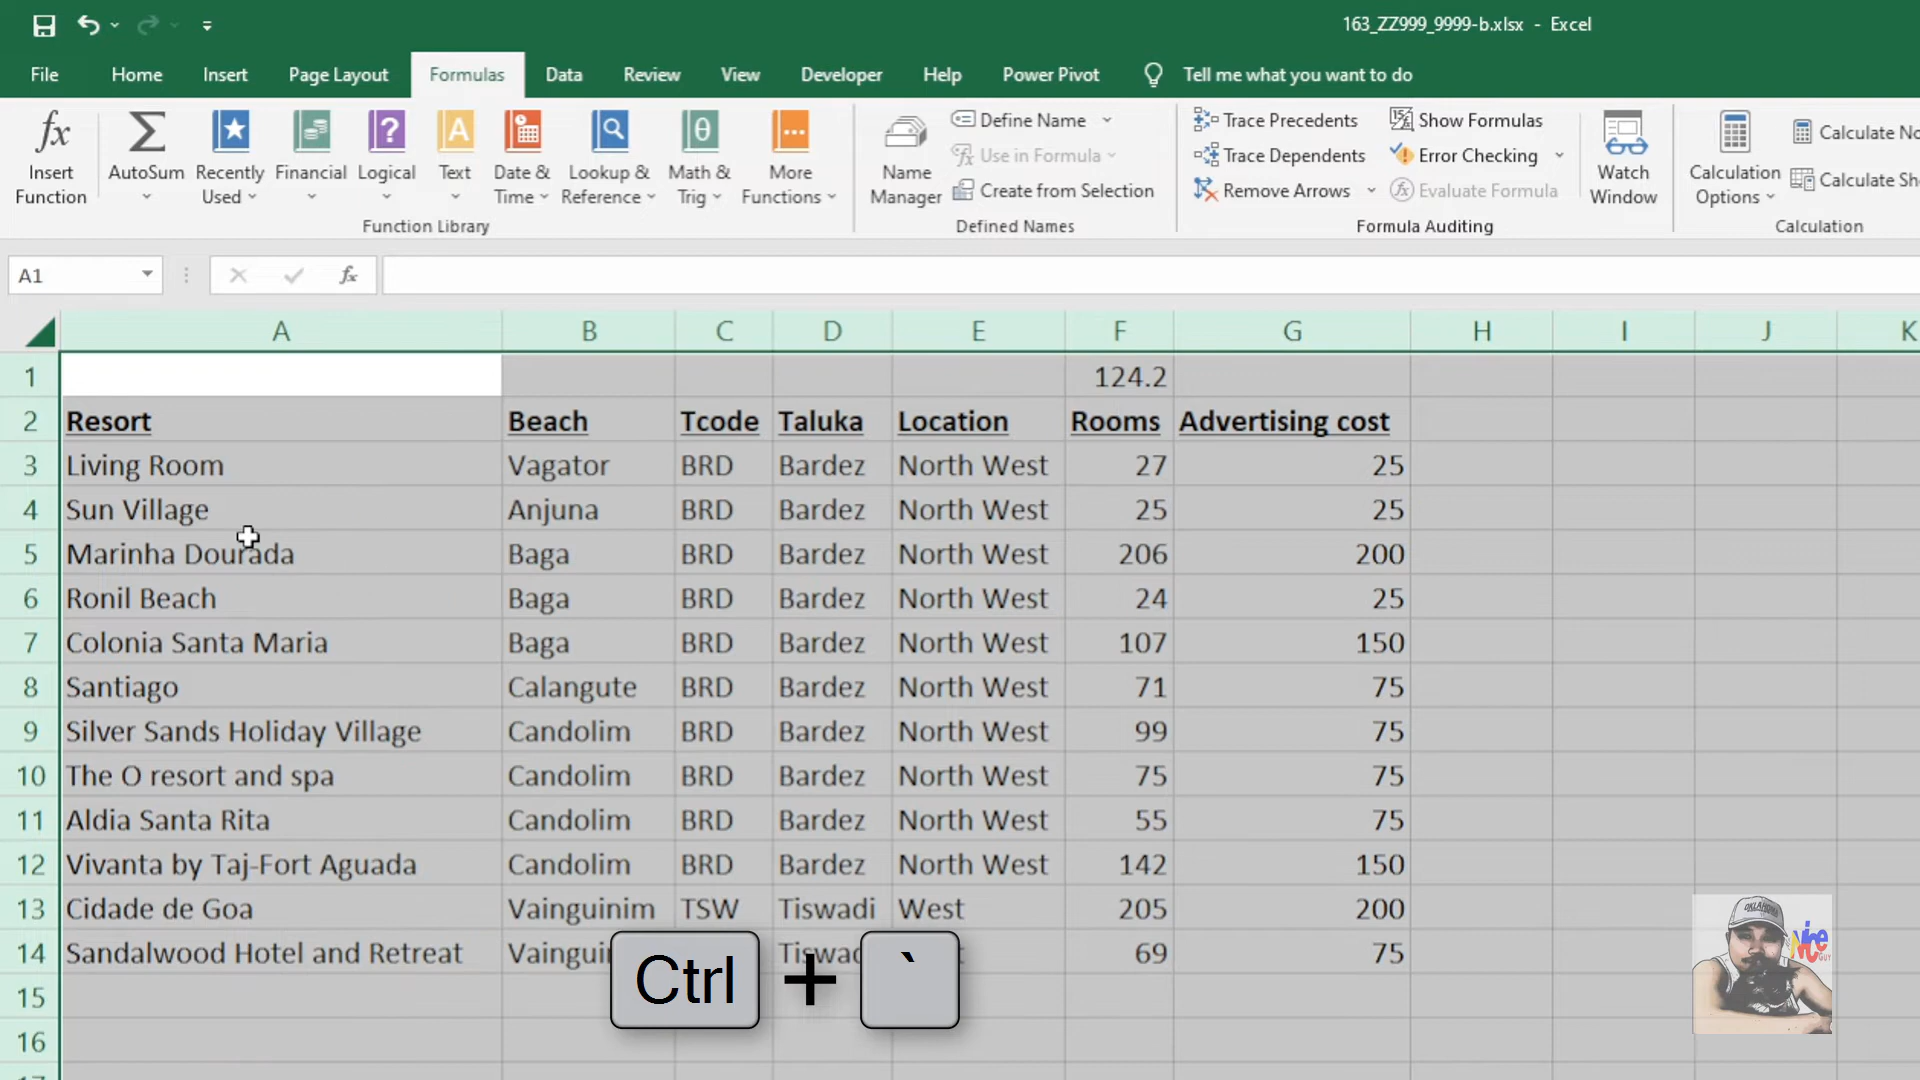 163_ZZ999_9999-b.xlsx - Excel
File Home Insert Page Layout Formulas Data Review View Developer Help Power Pivot Tell me what you want to do
fx Insert Function
AutoSum
Recently Used
Financial
Logical
Text
Date & Time
Lookup & Reference
Math & Trig
More Functions
Function Library
Name Manager
Define Name
Use in Formula
Create from Selection
Defined Names
Trace Precedents
Trace Dependents
Remove Arrows
Show Formulas
Error Checking
Evaluate Formula
Formula Auditing
Watch Window
Calculation Options
Calculate No
Calculate Sh
Calculation
A1 fx
A B C D E F G H I J K
1 124.2
2 Resort Beach Tcode Taluka Location Rooms Advertising cost
3 Living Room Vagator BRD Bardez North West 27 25
4 Sun Village Anjuna BRD Bardez North West 25 25
5 Marinha Dourada Baga BRD Bardez North West 206 200
6 Ronil Beach Baga BRD Bardez North West 24 25
7 Colonia Santa Maria Baga BRD Bardez North West 107 150
8 Santiago Calangute BRD Bardez North West 71 75
9 Silver Sands Holiday Village Candolim BRD Bardez North West 99 75
10 The O resort and spa Candolim BRD Bardez North West 75 75
11 Aldia Santa Rita Candolim BRD Bardez North West 55 75
12 Vivanta by Taj-Fort Aguada Candolim BRD Bardez North West 142 150
13 Cidade de Goa Vainguinim TSW Tiswadi West 205 200
14 Sandalwood Hotel and Retreat Vaingui Tiswad t 69 75
15
16
Ctrl + `
OKLAHOMA
Nice
GUY